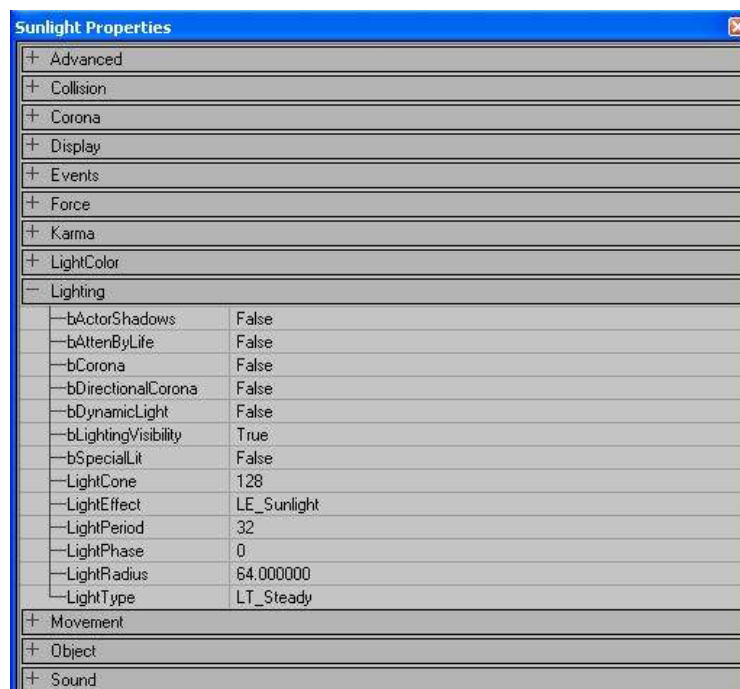 Sunlight Properties
+ Advanced
+ Collision
+ Corona
+ Display
+ Events
+ Force
+ Karma
+ LightColor
− Lighting
bActorShadows False
bAttenByLife False
bCorona False
bDirectionalCorona False
bDynamicLight False
bLightingVisibility True
bSpecialLit False
LightCone 128
LightEffect LE_Sunlight
LightPeriod 32
LightPhase 0
LightRadius 64.000000
LightType LT_Steady
+ Movement
+ Object
+ Sound